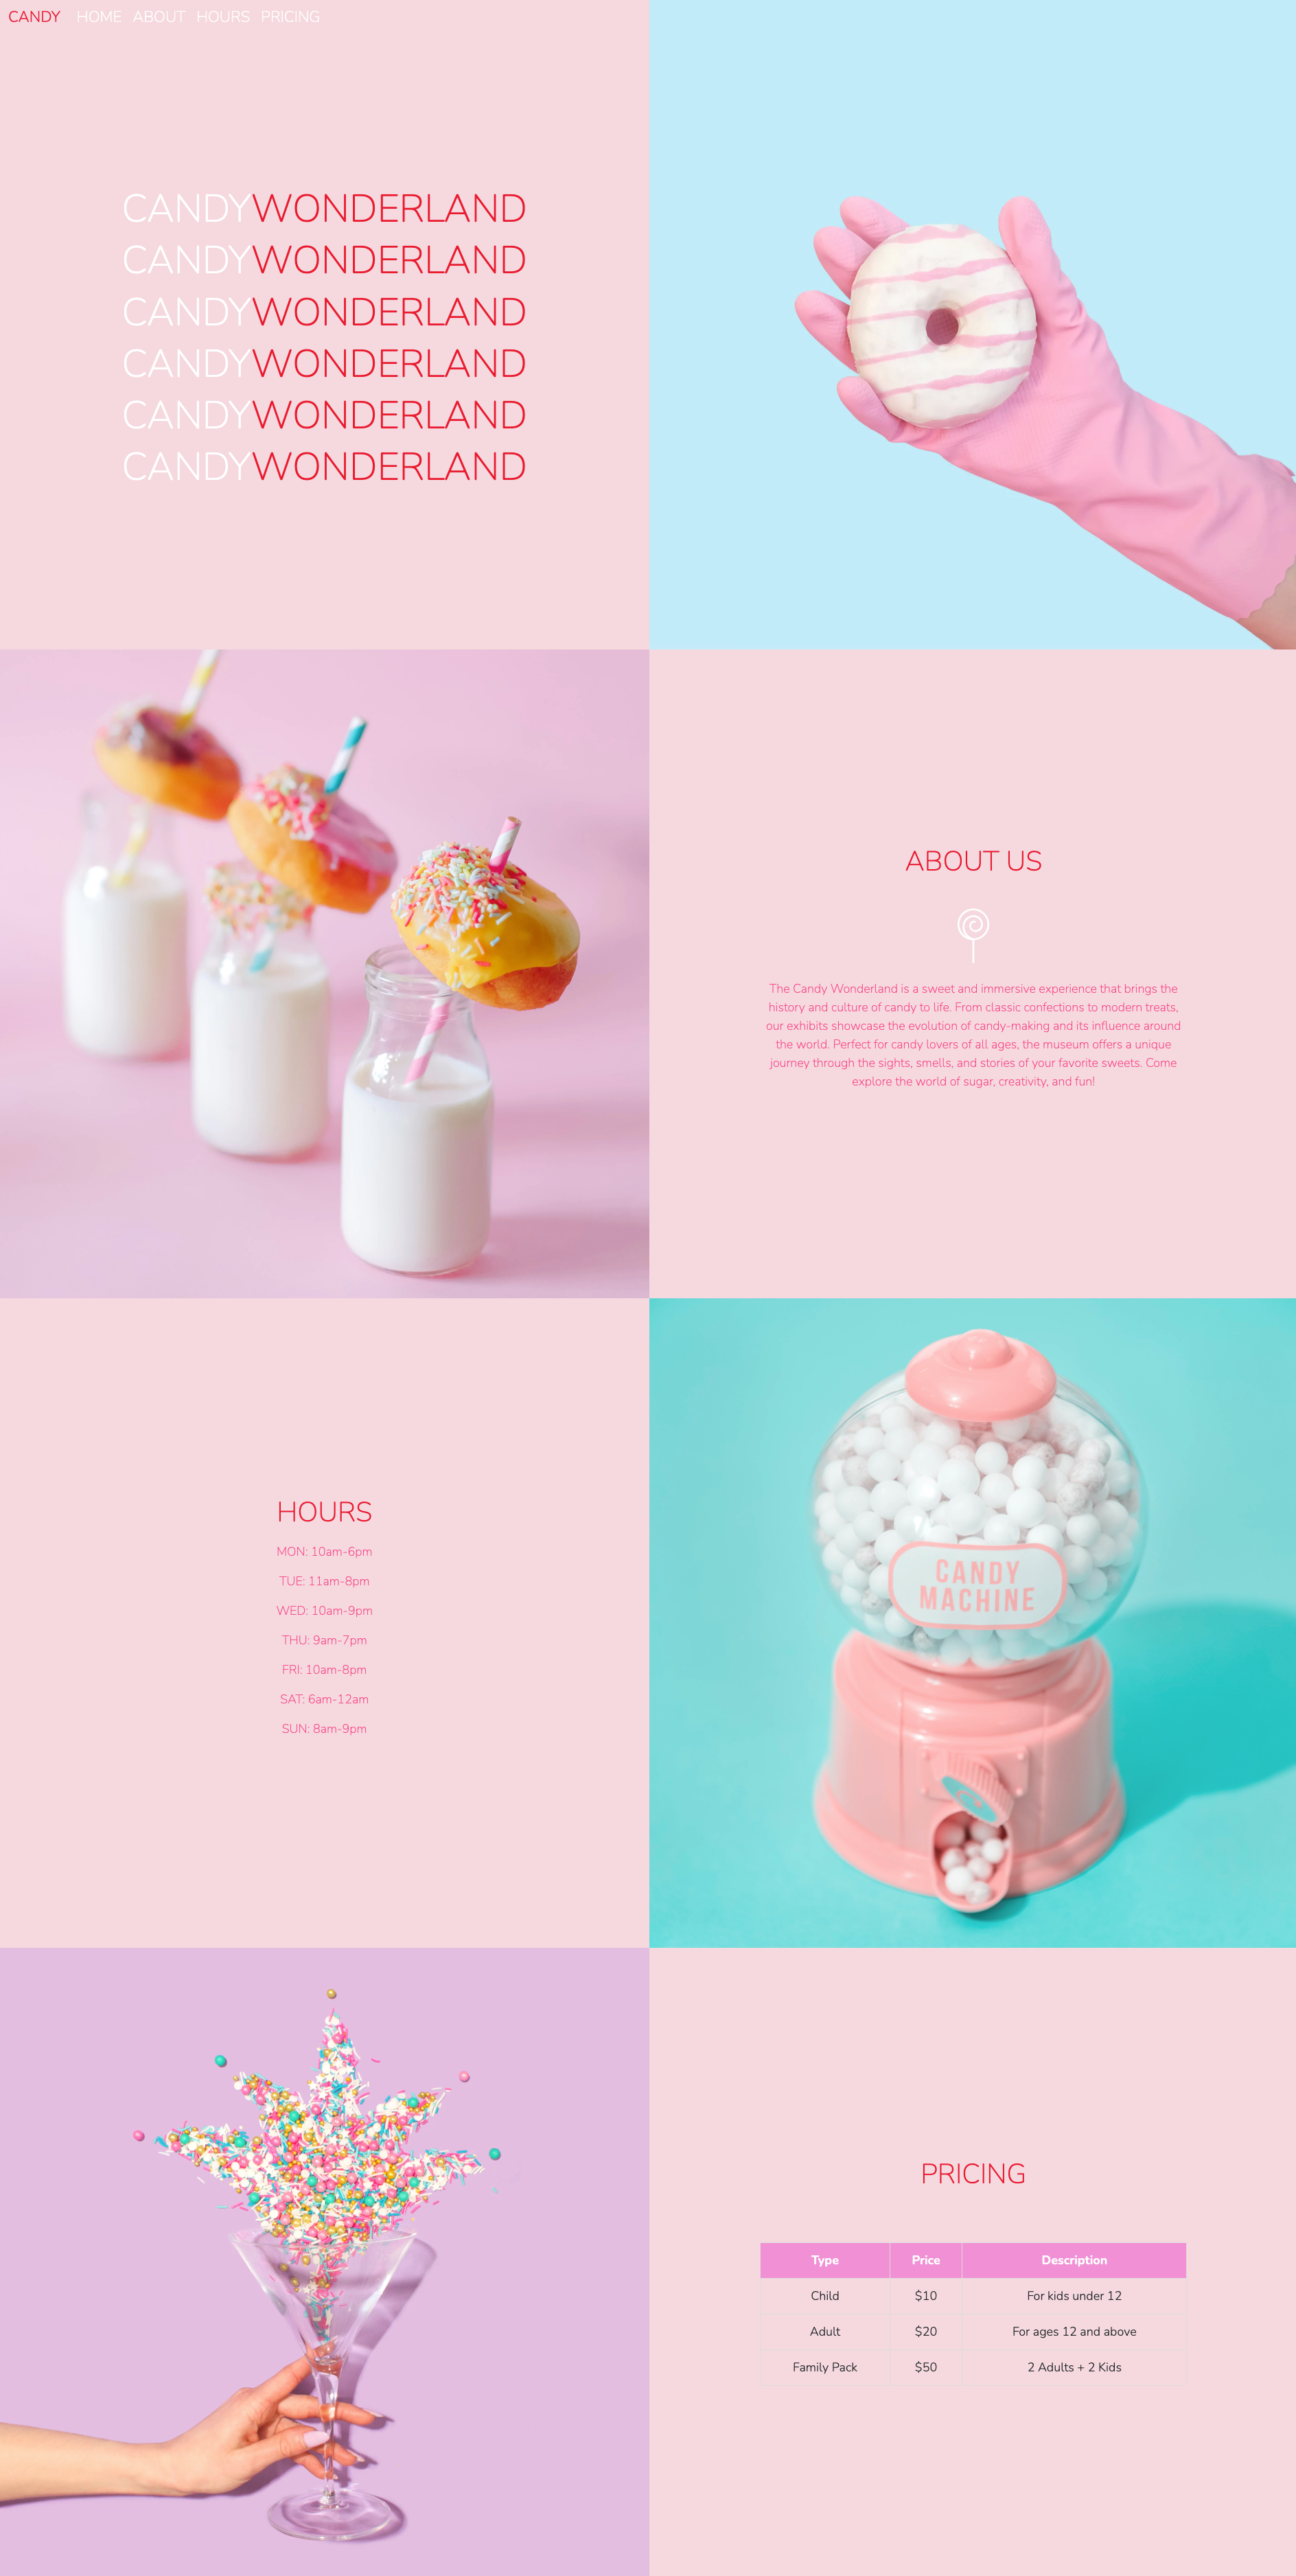 CANDY HOME ABOUT HOURS PRICING
CANDYWONDERLAND
CANDYWONDERLAND
CANDYWONDERLAND
CANDYWONDERLAND
CANDYWONDERLAND
CANDYWONDERLAND
ABOUT US
The Candy Wonderland is a sweet and immersive experience that brings the
history and culture of candy to life. From classic confections to modern treats,
our exhibits showcase the evolution of candy-making and its influence around
the world. Perfect for candy lovers of all ages, the museum offers a unique
journey through the sights, smells, and stories of your favorite sweets. Come
explore the world of sugar, creativity, and fun!
HOURS
MON: 10am-6pm
TUE: 11am-8pm
WED: 10am-9pm
THU: 9am-7pm
FRI: 10am-8pm
SAT: 6am-12am
SUN: 8am-9pm
CANDY
MACHINE
PRICING
Type Price Description
Child $10 For kids under 12
Adult $20 For ages 12 and above
Family Pack $50 2 Adults + 2 Kids